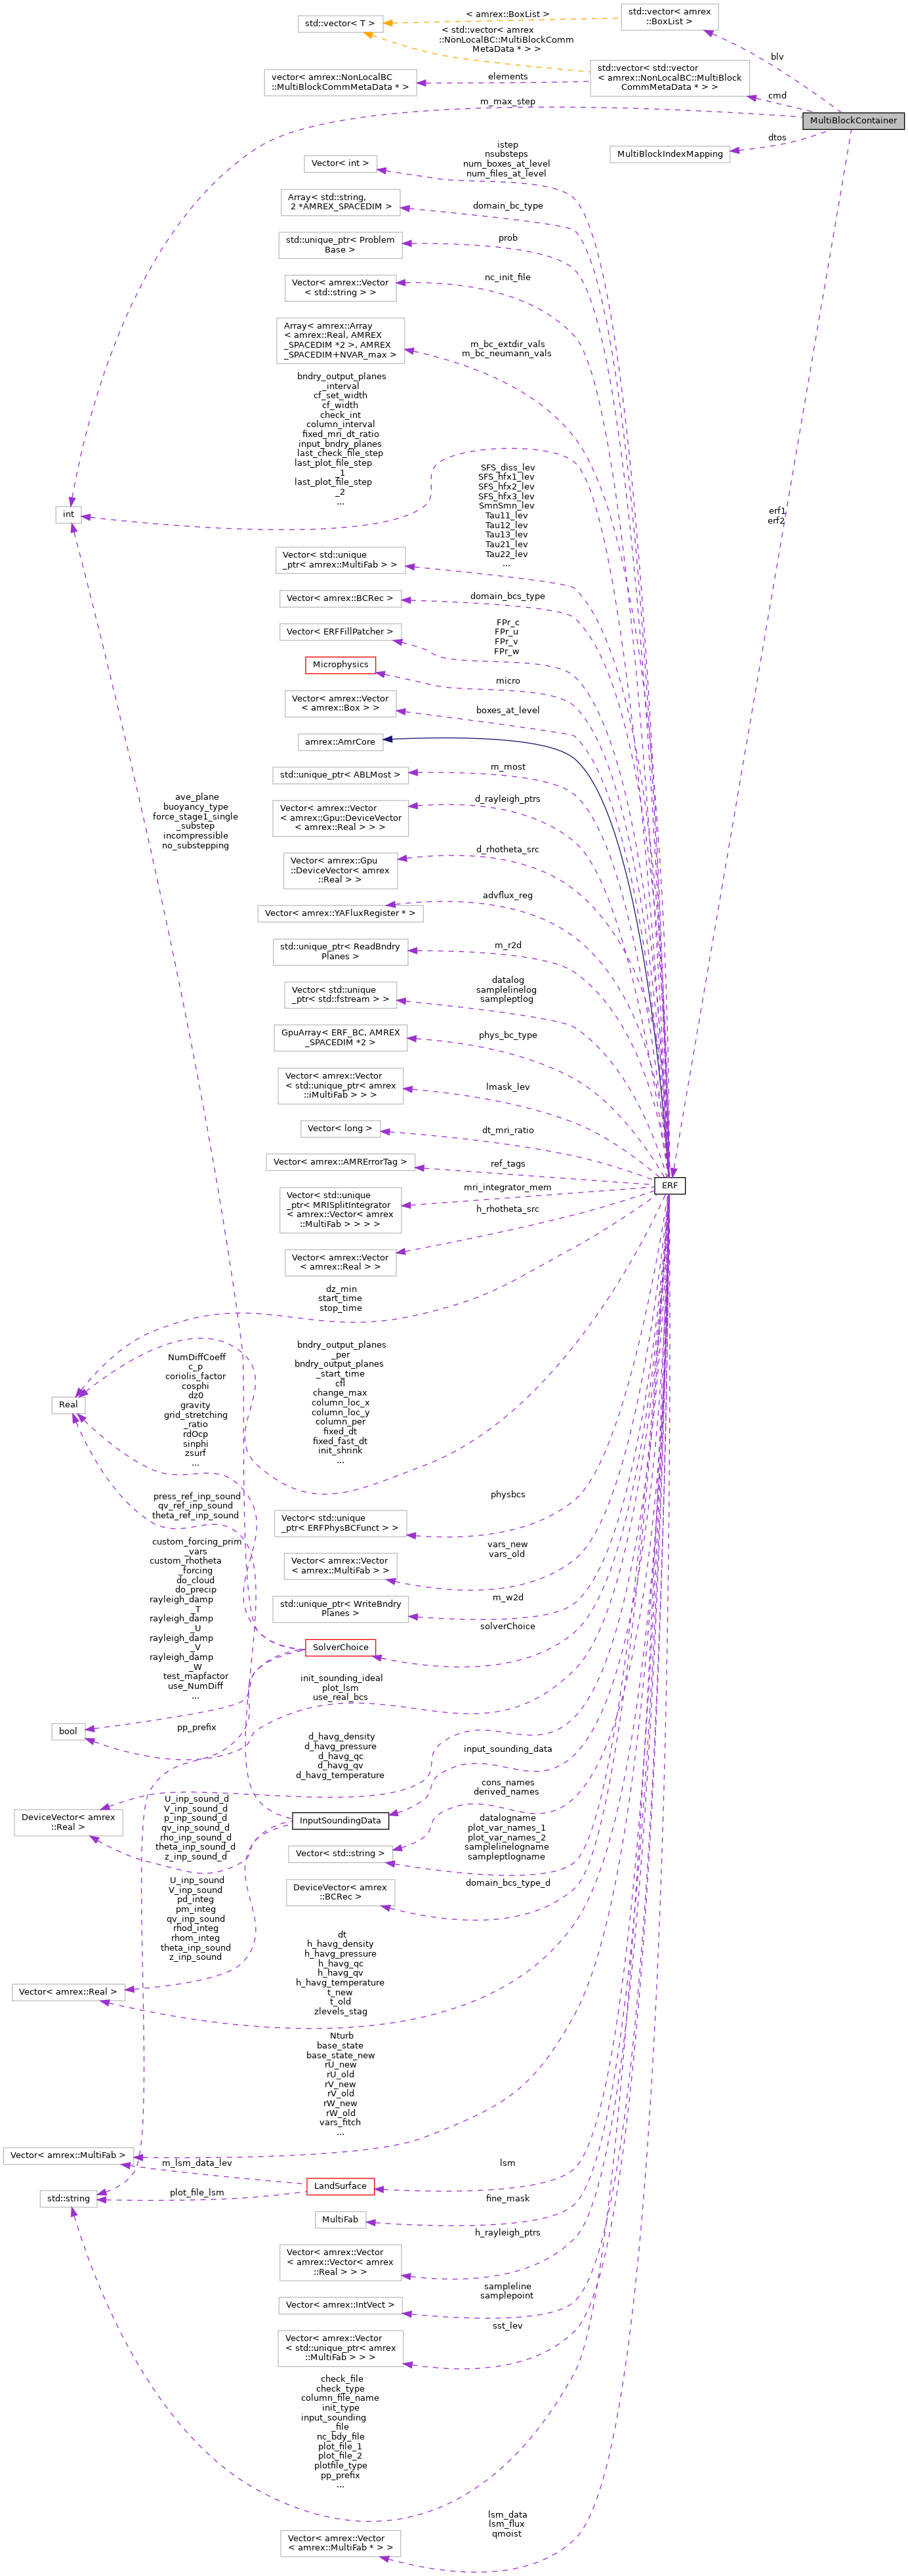 std::vector< T >
< amrex::BoxList >
std::vector< amrex
::BoxList >
< std::vector< amrex
::NonLocalBC::MultiBlockComm
MetaData * > >
blv
vector< amrex::NonLocalBC
::MultiBlockCommMetaData * >
elements
std::vector< std::vector
< amrex::NonLocalBC::MultiBlock
CommMetaData * > >
cmd
m_max_step
MultiBlockContainer
dtos
MultiBlockIndexMapping
istep
nsubsteps
num_boxes_at_level
num_files_at_level
Vector< int >
Array< std::string,
2 *AMREX_SPACEDIM >
domain_bc_type
std::unique_ptr< Problem
Base >
prob
Vector< amrex::Vector
< std::string > >
nc_init_file
Array< amrex::Array
< amrex::Real, AMREX
_SPACEDIM *2 >, AMREX
_SPACEDIM+NVAR_max >
m_bc_extdir_vals
m_bc_neumann_vals
bndry_output_planes
_interval
cf_set_width
cf_width
check_int
column_interval
fixed_mri_dt_ratio
input_bndry_planes
last_check_file_step
last_plot_file_step
_1
last_plot_file_step
_2
...
SFS_diss_lev
SFS_hfx1_lev
SFS_hfx2_lev
SFS_hfx3_lev
SmnSmn_lev
Tau11_lev
Tau12_lev
Tau13_lev
Tau21_lev
Tau22_lev
...
int
erf1
erf2
Vector< std::unique
_ptr< amrex::MultiFab > >
Vector< amrex::BCRec >
domain_bcs_type
Vector< ERFFillPatcher >
FPr_c
FPr_u
FPr_v
FPr_w
Microphysics
micro
Vector< amrex::Vector
< amrex::Box > >
boxes_at_level
amrex::AmrCore
std::unique_ptr< ABLMost >
m_most
ave_plane
buoyancy_type
force_stage1_single
_substep
incompressible
no_substepping
Vector< amrex::Vector
< amrex::Gpu::DeviceVector
< amrex::Real > > >
d_rayleigh_ptrs
Vector< amrex::Gpu
::DeviceVector< amrex
::Real > >
d_rhotheta_src
Vector< amrex::YAFluxRegister * >
advflux_reg
std::unique_ptr< ReadBndry
Planes >
m_r2d
Vector< std::unique
_ptr< std::fstream > >
datalog
samplelinelog
sampleptlog
GpuArray< ERF_BC, AMREX
_SPACEDIM *2 >
phys_bc_type
Vector< amrex::Vector
< std::unique_ptr< amrex
::iMultiFab > > >
lmask_lev
Vector< long >
dt_mri_ratio
Vector< amrex::AMRErrorTag >
ref_tags
ERF
Vector< std::unique
_ptr< MRISplitIntegrator
< amrex::Vector< amrex
::MultiFab > > > >
mri_integrator_mem
h_rhotheta_src
Vector< amrex::Vector
< amrex::Real > >
dz_min
start_time
stop_time
bndry_output_planes
_per
bndry_output_planes
_start_time
cfl
change_max
column_loc_x
column_loc_y
column_per
fixed_dt
fixed_fast_dt
init_shrink
...
NumDiffCoeff
c_p
coriolis_factor
cosphi
dz0
gravity
grid_stretching
_ratio
rdOcp
sinphi
zsurf
...
Real
press_ref_inp_sound
qv_ref_inp_sound
theta_ref_inp_sound
physbcs
Vector< std::unique
_ptr< ERFPhysBCFunct > >
custom_forcing_prim
_vars
custom_rhotheta
_forcing
do_cloud
do_precip
rayleigh_damp
_T
rayleigh_damp
_U
rayleigh_damp
_V
rayleigh_damp
_W
test_mapfactor
use_NumDiff
...
vars_new
vars_old
Vector< amrex::Vector
< amrex::MultiFab > >
std::unique_ptr< WriteBndry
Planes >
m_w2d
solverChoice
SolverChoice
init_sounding_ideal
plot_lsm
use_real_bcs
bool
pp_prefix
d_havg_density
d_havg_pressure
d_havg_qc
d_havg_qv
d_havg_temperature
input_sounding_data
DeviceVector< amrex
::Real >
U_inp_sound_d
V_inp_sound_d
p_inp_sound_d
qv_inp_sound_d
rho_inp_sound_d
theta_inp_sound_d
z_inp_sound_d
InputSoundingData
cons_names
derived_names
Vector< std::string >
datalogname
plot_var_names_1
plot_var_names_2
samplelinelogname
sampleptlogname
DeviceVector< amrex
::BCRec >
domain_bcs_type_d
U_inp_sound
V_inp_sound
pd_integ
pm_integ
qv_inp_sound
rhod_integ
rhom_integ
theta_inp_sound
z_inp_sound
Vector< amrex::Real >
dt
h_havg_density
h_havg_pressure
h_havg_qc
h_havg_qv
h_havg_temperature
t_new
t_old
zlevels_stag
Nturb
base_state
base_state_new
rU_new
rU_old
rV_new
rV_old
rW_new
rW_old
vars_fitch
...
Vector< amrex::MultiFab >
m_lsm_data_lev
lsm
LandSurface
std::string
plot_file_lsm
fine_mask
MultiFab
h_rayleigh_ptrs
Vector< amrex::Vector
< amrex::Vector< amrex
::Real > > >
sampleline
samplepoint
Vector< amrex::IntVect >
sst_lev
Vector< amrex::Vector
< std::unique_ptr< amrex
::MultiFab > > >
check_file
check_type
column_file_name
init_type
input_sounding
_file
nc_bdy_file
plot_file_1
plot_file_2
plotfile_type
pp_prefix
...
lsm_data
lsm_flux
qmoist
Vector< amrex::Vector
< amrex::MultiFab * > >